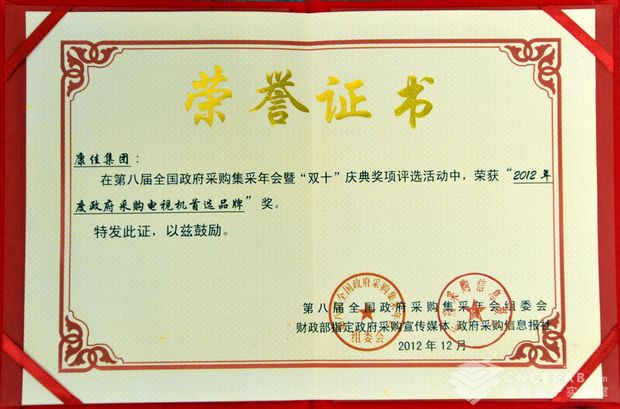 荣誉证书
康佳集团：
在第八届全国政府采购集采年会暨“双十”庆典奖项评选活动中，荣获“2012年
度政府采购电视机首选品牌”奖。
特发此证，以兹鼓励。
第八届全国政府采购集采年会组委会
财政部指定政府采购宣传媒体 政府采购信息报社
2012年12月